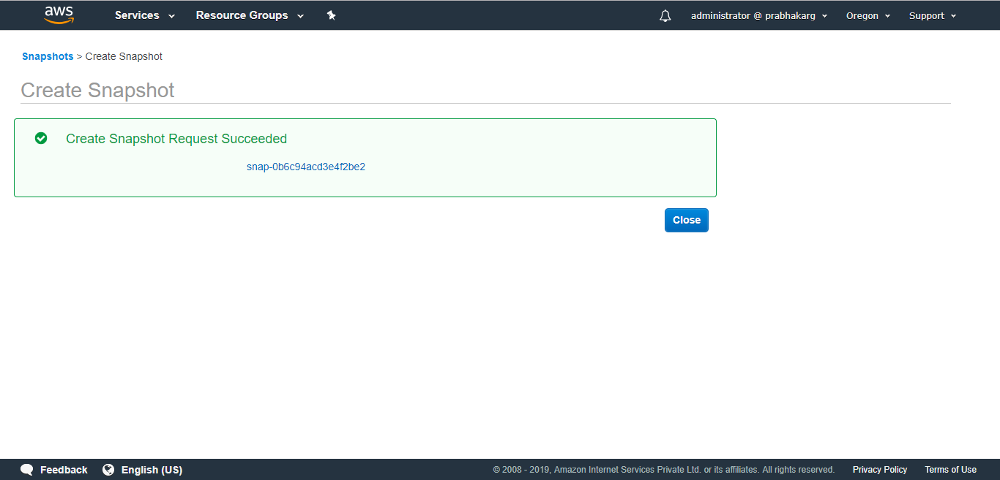 aws Services Resource Groups administrator @ prabhakarg Oregon Support
Snapshots > Create Snapshot
Create Snapshot
Create Snapshot Request Succeeded
snap-0b6c94acd3e4f2be2
Close
Feedback English (US) © 2008 - 2019, Amazon Internet Services Private Ltd. or its affiliates. All rights reserved. Privacy Policy Terms of Use